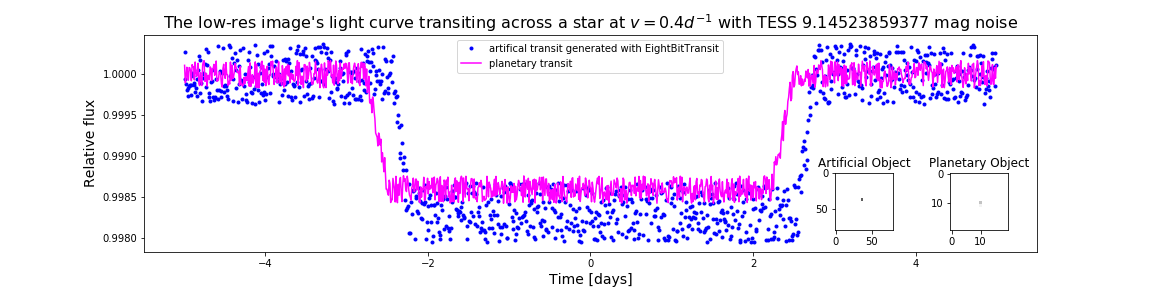 The low-res image's light curve transiting across a star at v = 0.4d⁻¹ with TESS 9.14523859377 mag noise
artifical transit generated with EightBitTransit
planetary transit
Relative flux
1.0000
0.9995
0.9990
0.9985
0.9980
Artificial Object
0
50
0
50
Planetary Object
0
10
0
10
−4
−2
0
2
4
Time [days]